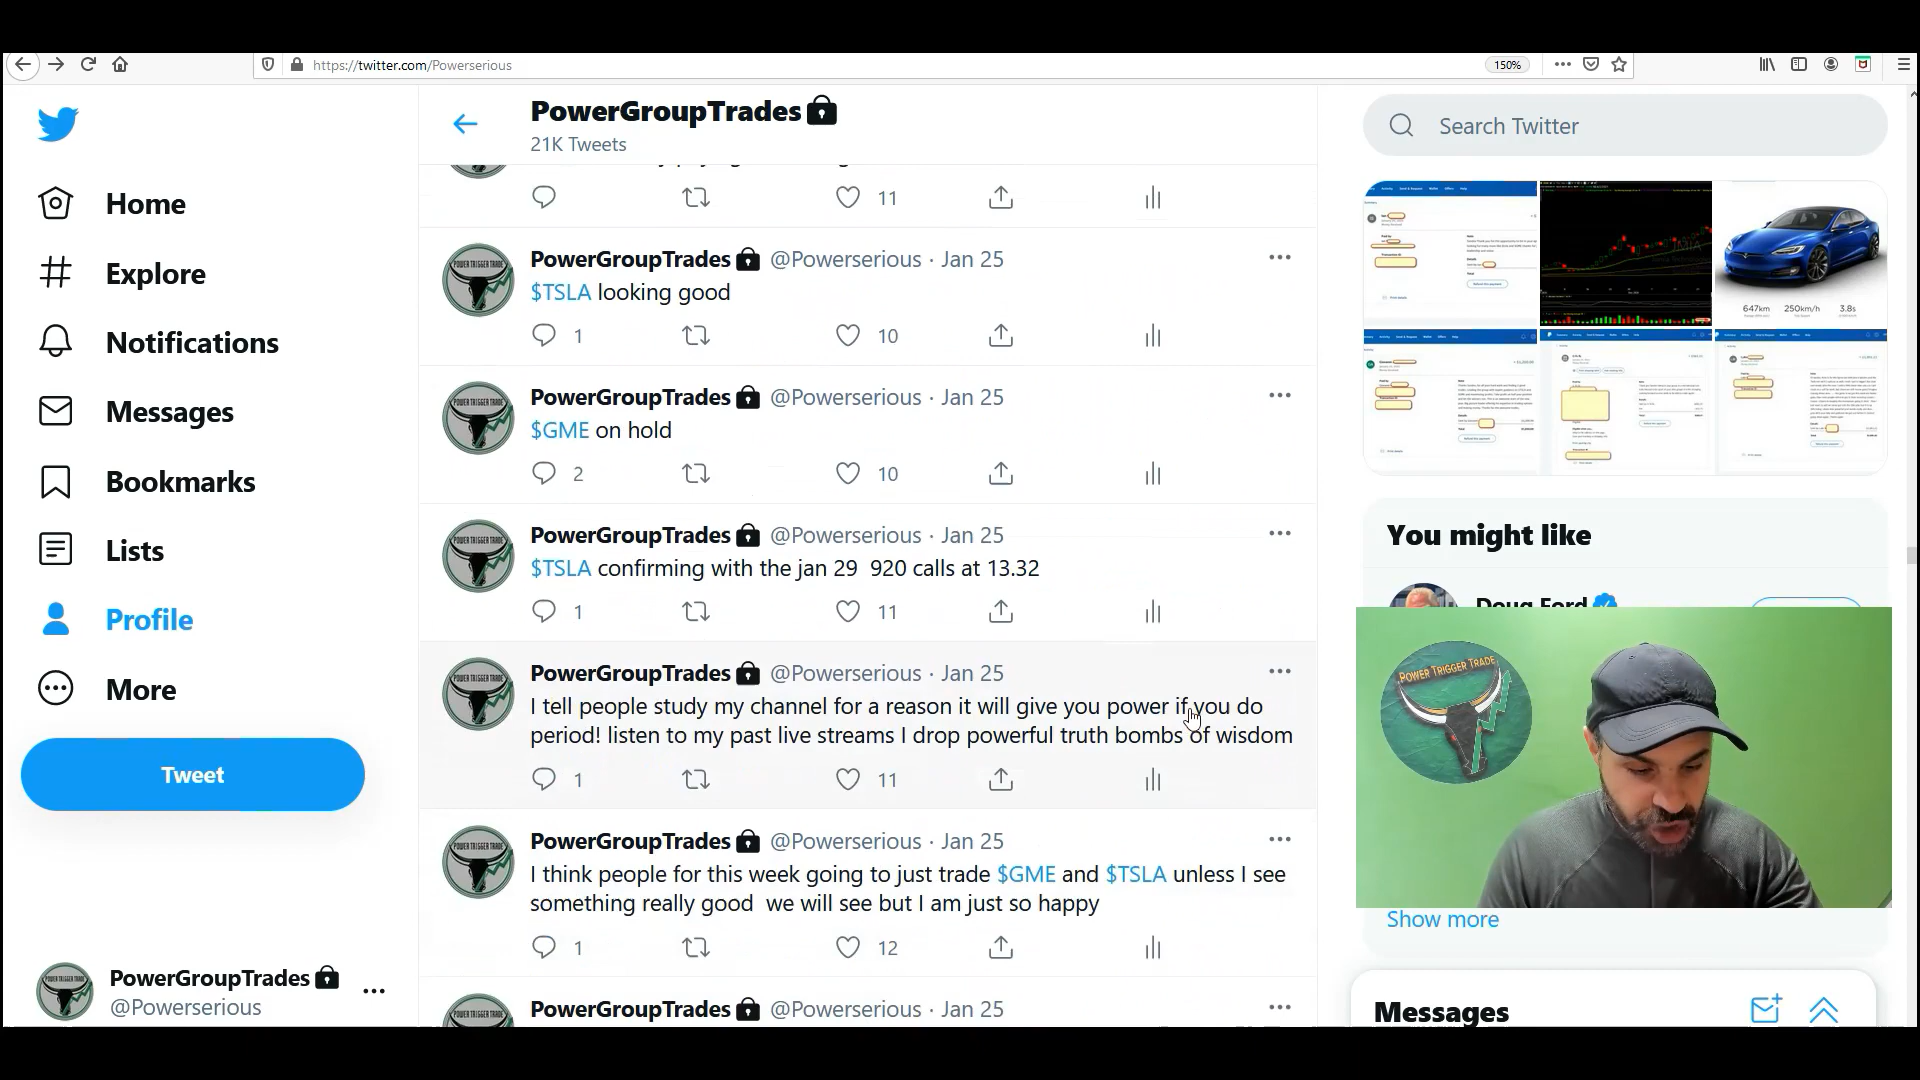 https://twitter.com/Powerserious
150%
PowerGroupTrades
21K Tweets
Search Twitter
Home
Explore
Notifications
Messages
Bookmarks
Lists
Profile
More
Tweet
PowerGroupTrades
@Powerserious
11
PowerGroupTrades @Powerserious · Jan 25
$TSLA looking good
1 10
PowerGroupTrades @Powerserious · Jan 25
$GME on hold
2 10
PowerGroupTrades @Powerserious · Jan 25
$TSLA confirming with the jan 29 920 calls at 13.32
1 11
PowerGroupTrades @Powerserious · Jan 25
I tell people study my channel for a reason it will give you power if you do
period! listen to my past live streams I drop powerful truth bombs of wisdom
1 11
PowerGroupTrades @Powerserious · Jan 25
I think people for this week going to just trade $GME and $TSLA unless I see
something really good we will see but I am just so happy
1 12
PowerGroupTrades @Powerserious · Jan 25
647km 250km/h 3.8s
You might like
Doug Ford
POWER TRIGGER TRADE
Show more
Messages